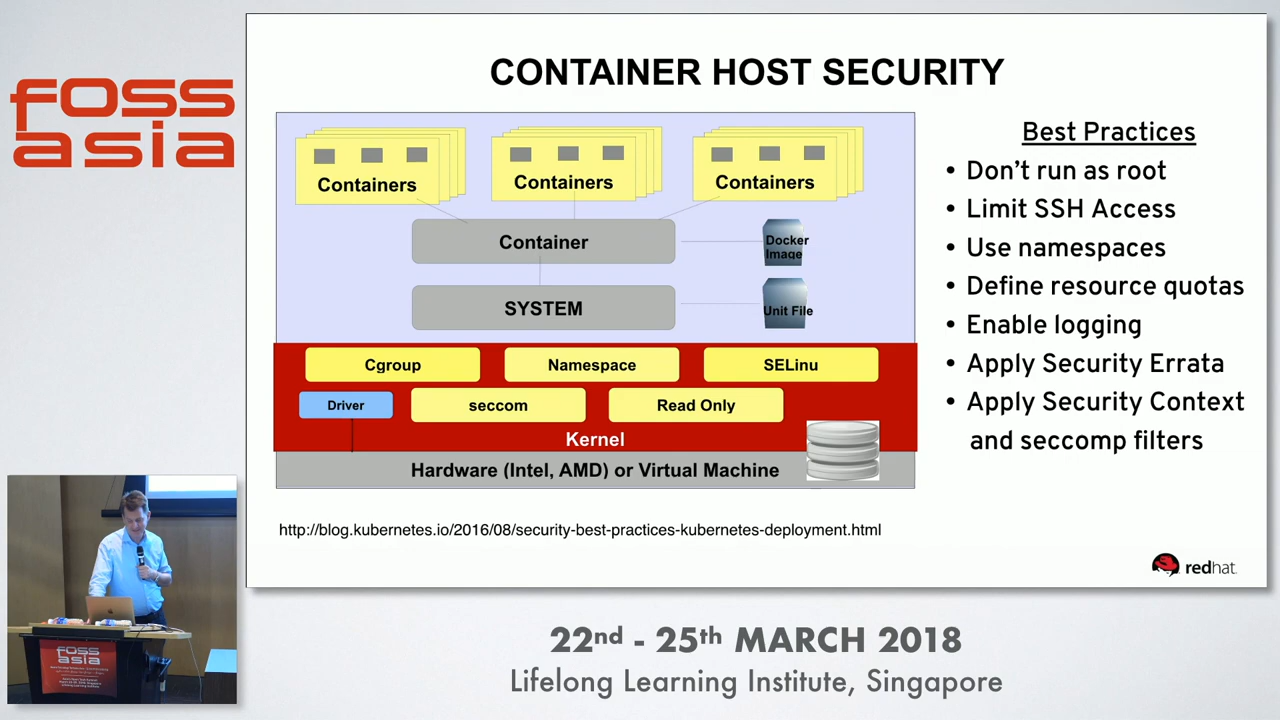 foss
asia
CONTAINER HOST SECURITY
Containers
Containers
Containers
Container
Docker
Image
SYSTEM
Unit File
Cgroup
Namespace
SELinu
Driver
seccom
Read Only
Kernel
Hardware (Intel, AMD) or Virtual Machine
http://blog.kubernetes.io/2016/08/security-best-practices-kubernetes-deployment.html
Best Practices
• Don't run as root
• Limit SSH Access
• Use namespaces
• Define resource quotas
• Enable logging
• Apply Security Errata
• Apply Security Context
and seccomp filters
redhat.
foss
asia
22nd - 25th MARCH 2018
Lifelong Learning Institute, Singapore